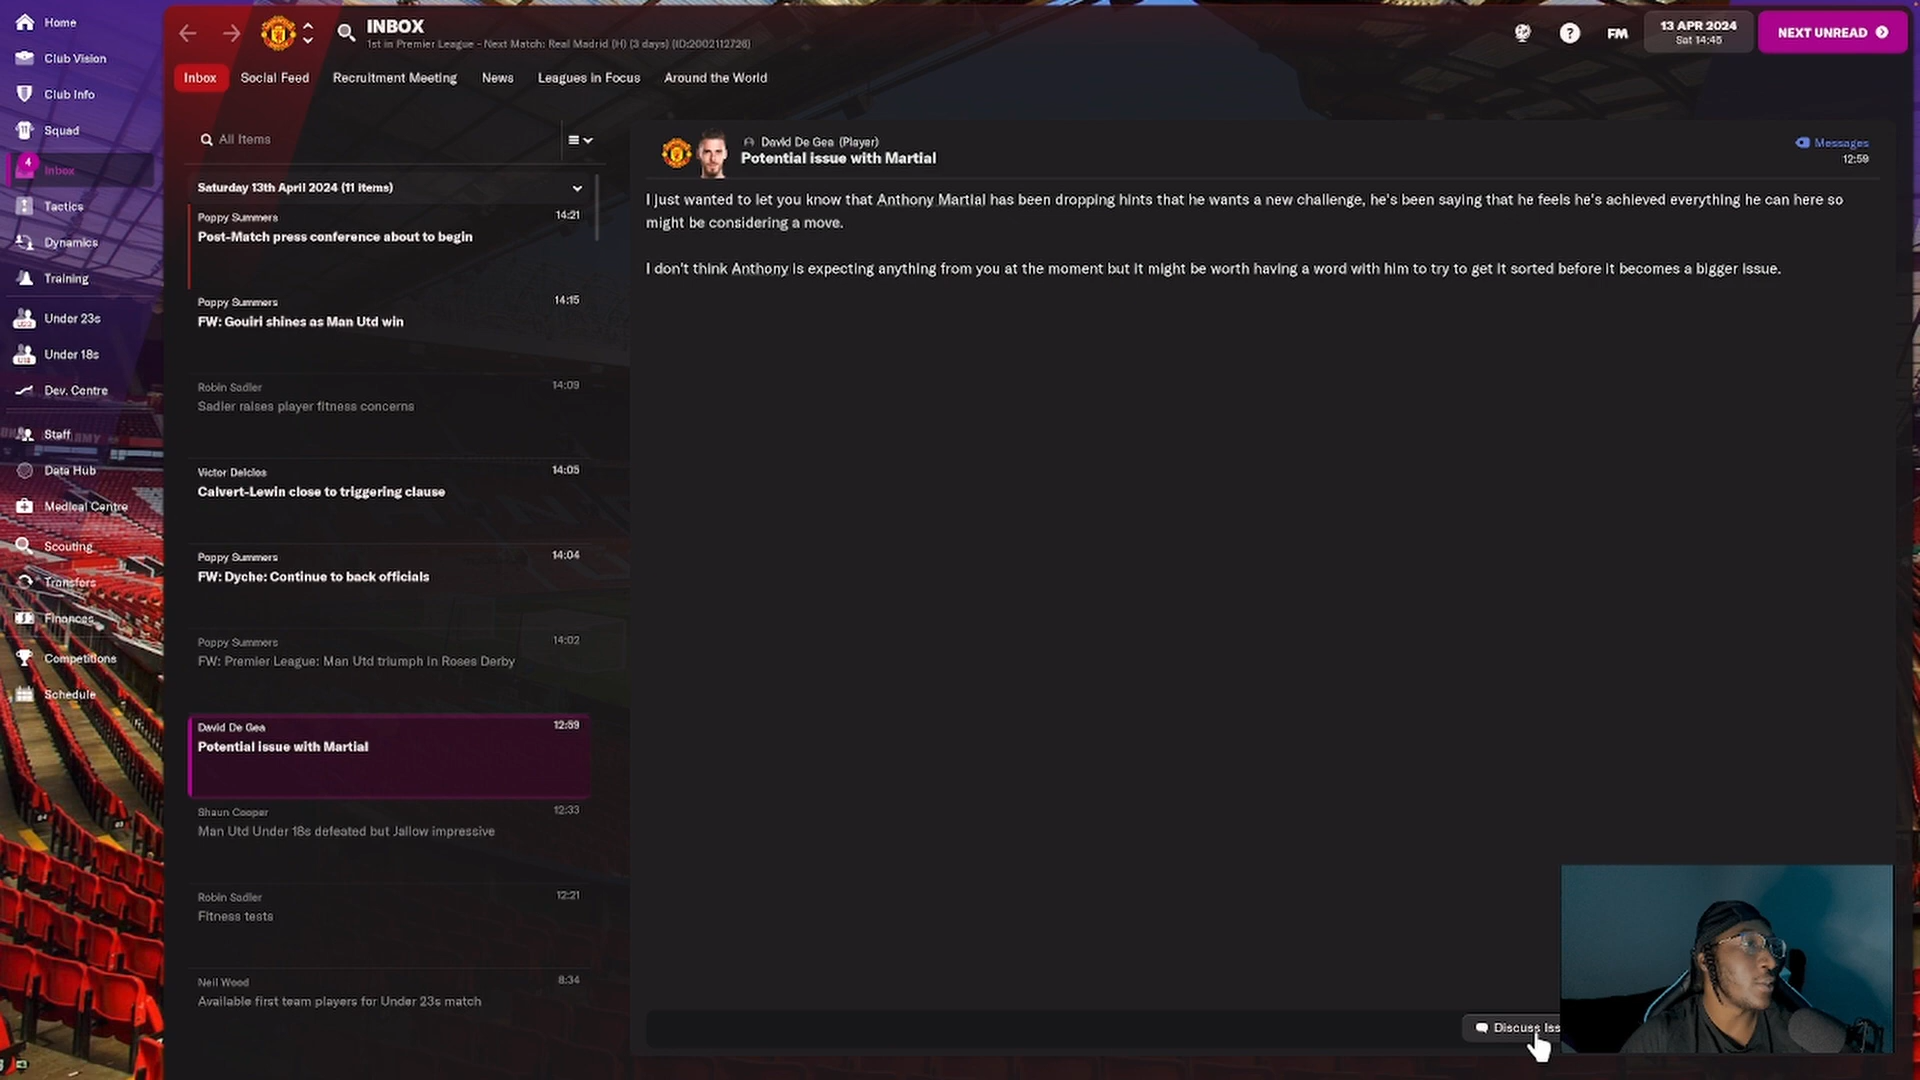 Home
Club Vision
Club Info
Squad
4
Inbox
Tactics
Dynamics
Training
Under 23s
Under 18s
Dev. Centre
Staff
Data Hub
Medical Centre
Scouting
Transfers
Finances
Competitions
Schedule
INBOX
1st in Premier League - Next Match: Real Madrid (H) (3 days) (ID:2002112726)
?
FM
13 APR 2024
Sat 14:45
NEXT UNREAD
Inbox
Social Feed
Recruitment Meeting
News
Leagues in Focus
Around the World
All Items
Saturday 13th April 2024 (11 items)
Poppy Summers 14:21
Post-Match press conference about to begin
Poppy Summers 14:15
FW: Gouiri shines as Man Utd win
Robin Sadler 14:09
Sadler raises player fitness concerns
Victor Delclos 14:05
Calvert-Lewin close to triggering clause
Poppy Summers 14:04
FW: Dyche: Continue to back officials
Poppy Summers 14:02
FW: Premier League: Man Utd triumph in Roses Derby
David De Gea 12:59
Potential issue with Martial
Shaun Cooper 12:33
Man Utd Under 18s defeated but Jallow impressive
Robin Sadler 12:21
Fitness tests
Neil Wood 8:34
Available first team players for Under 23s match
David De Gea (Player)
Potential issue with Martial
Messages
12:59
I just wanted to let you know that Anthony Martial has been dropping hints that he wants a new challenge, he's been saying that he feels he's achieved everything he can here so
might be considering a move.
I don't think Anthony is expecting anything from you at the moment but it might be worth having a word with him to try to get it sorted before it becomes a bigger issue.
Discuss Iss